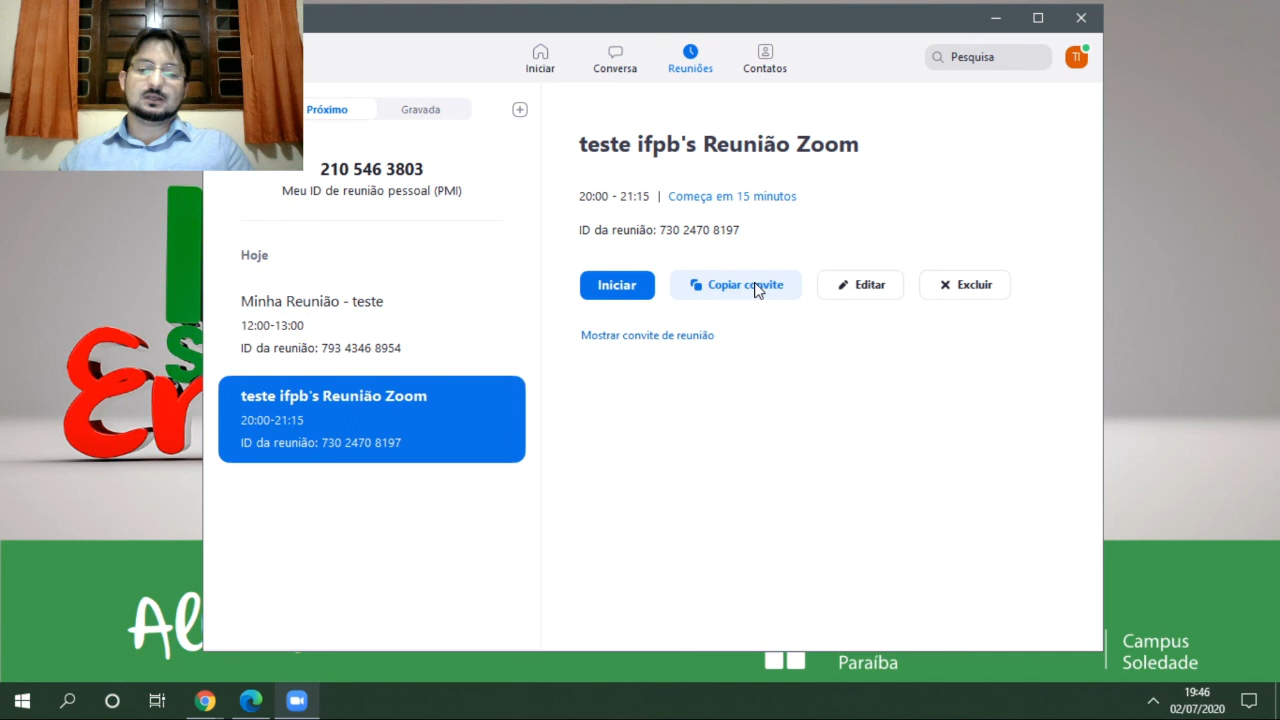 Iniciar
Conversa
Reuniões
Contatos
Pesquisa
TI
Próximo
Gravada
210 546 3803
Meu ID de reunião pessoal (PMI)
Hoje
Minha Reunião - teste
12:00-13:00
ID da reunião: 793 4346 8954
teste ifpb's Reunião Zoom
20:00-21:15
ID da reunião: 730 2470 8197
teste ifpb's Reunião Zoom
20:00 - 21:15 | Começa em 15 minutos
ID da reunião: 730 2470 8197
Iniciar
Copiar convite
Editar
Excluir
Mostrar convite de reunião
Paraíba
Campus
Soledade
19:46
02/07/2020